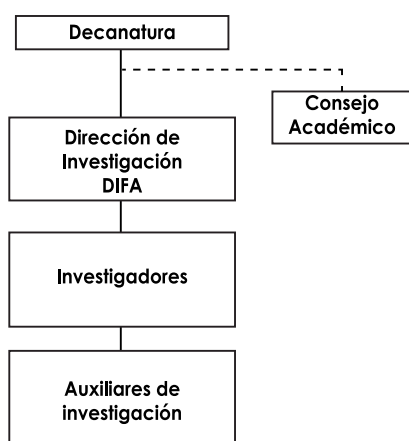 Decanatura
Consejo
Académico
Dirección de
Investigación
DIFA
Investigadores
Auxiliares de
investigación